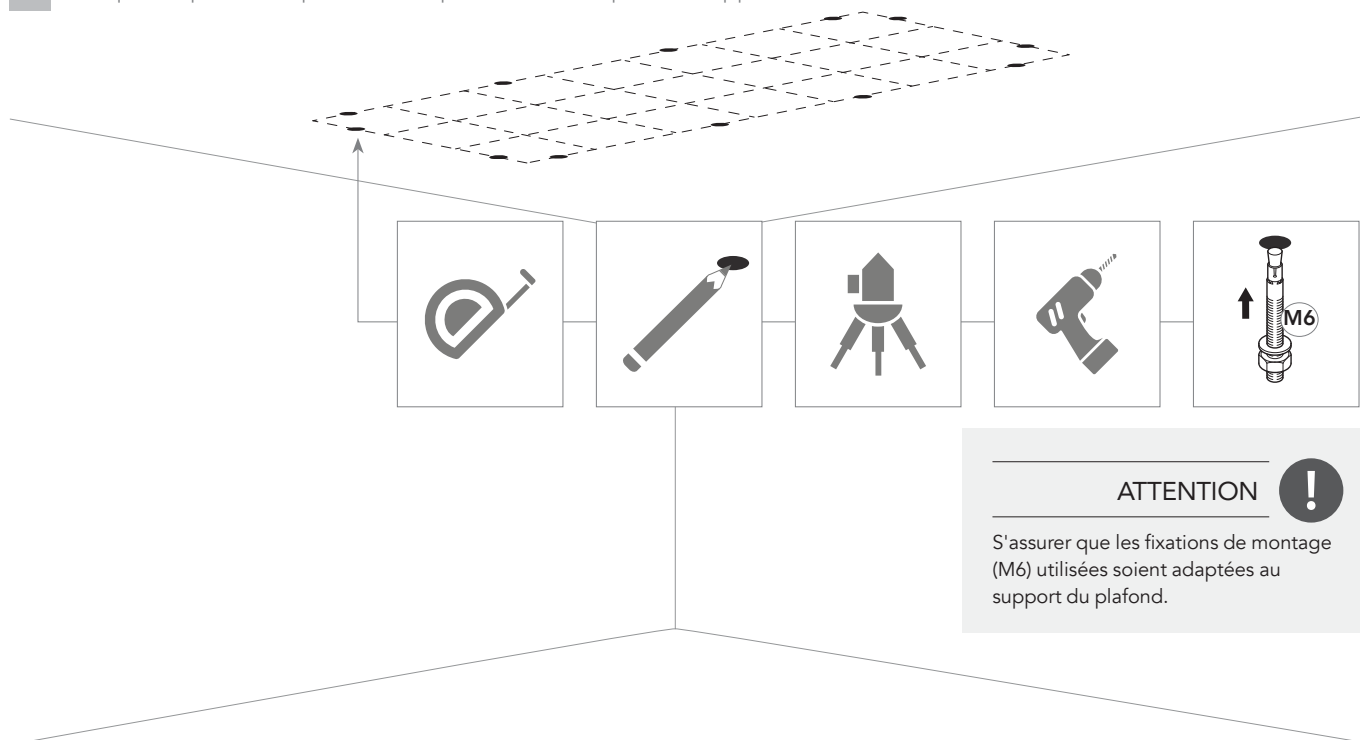 M6
ATTENTION
!
S'assurer que les fixations de montage
(M6) utilisées soient adaptées au
support du plafond.